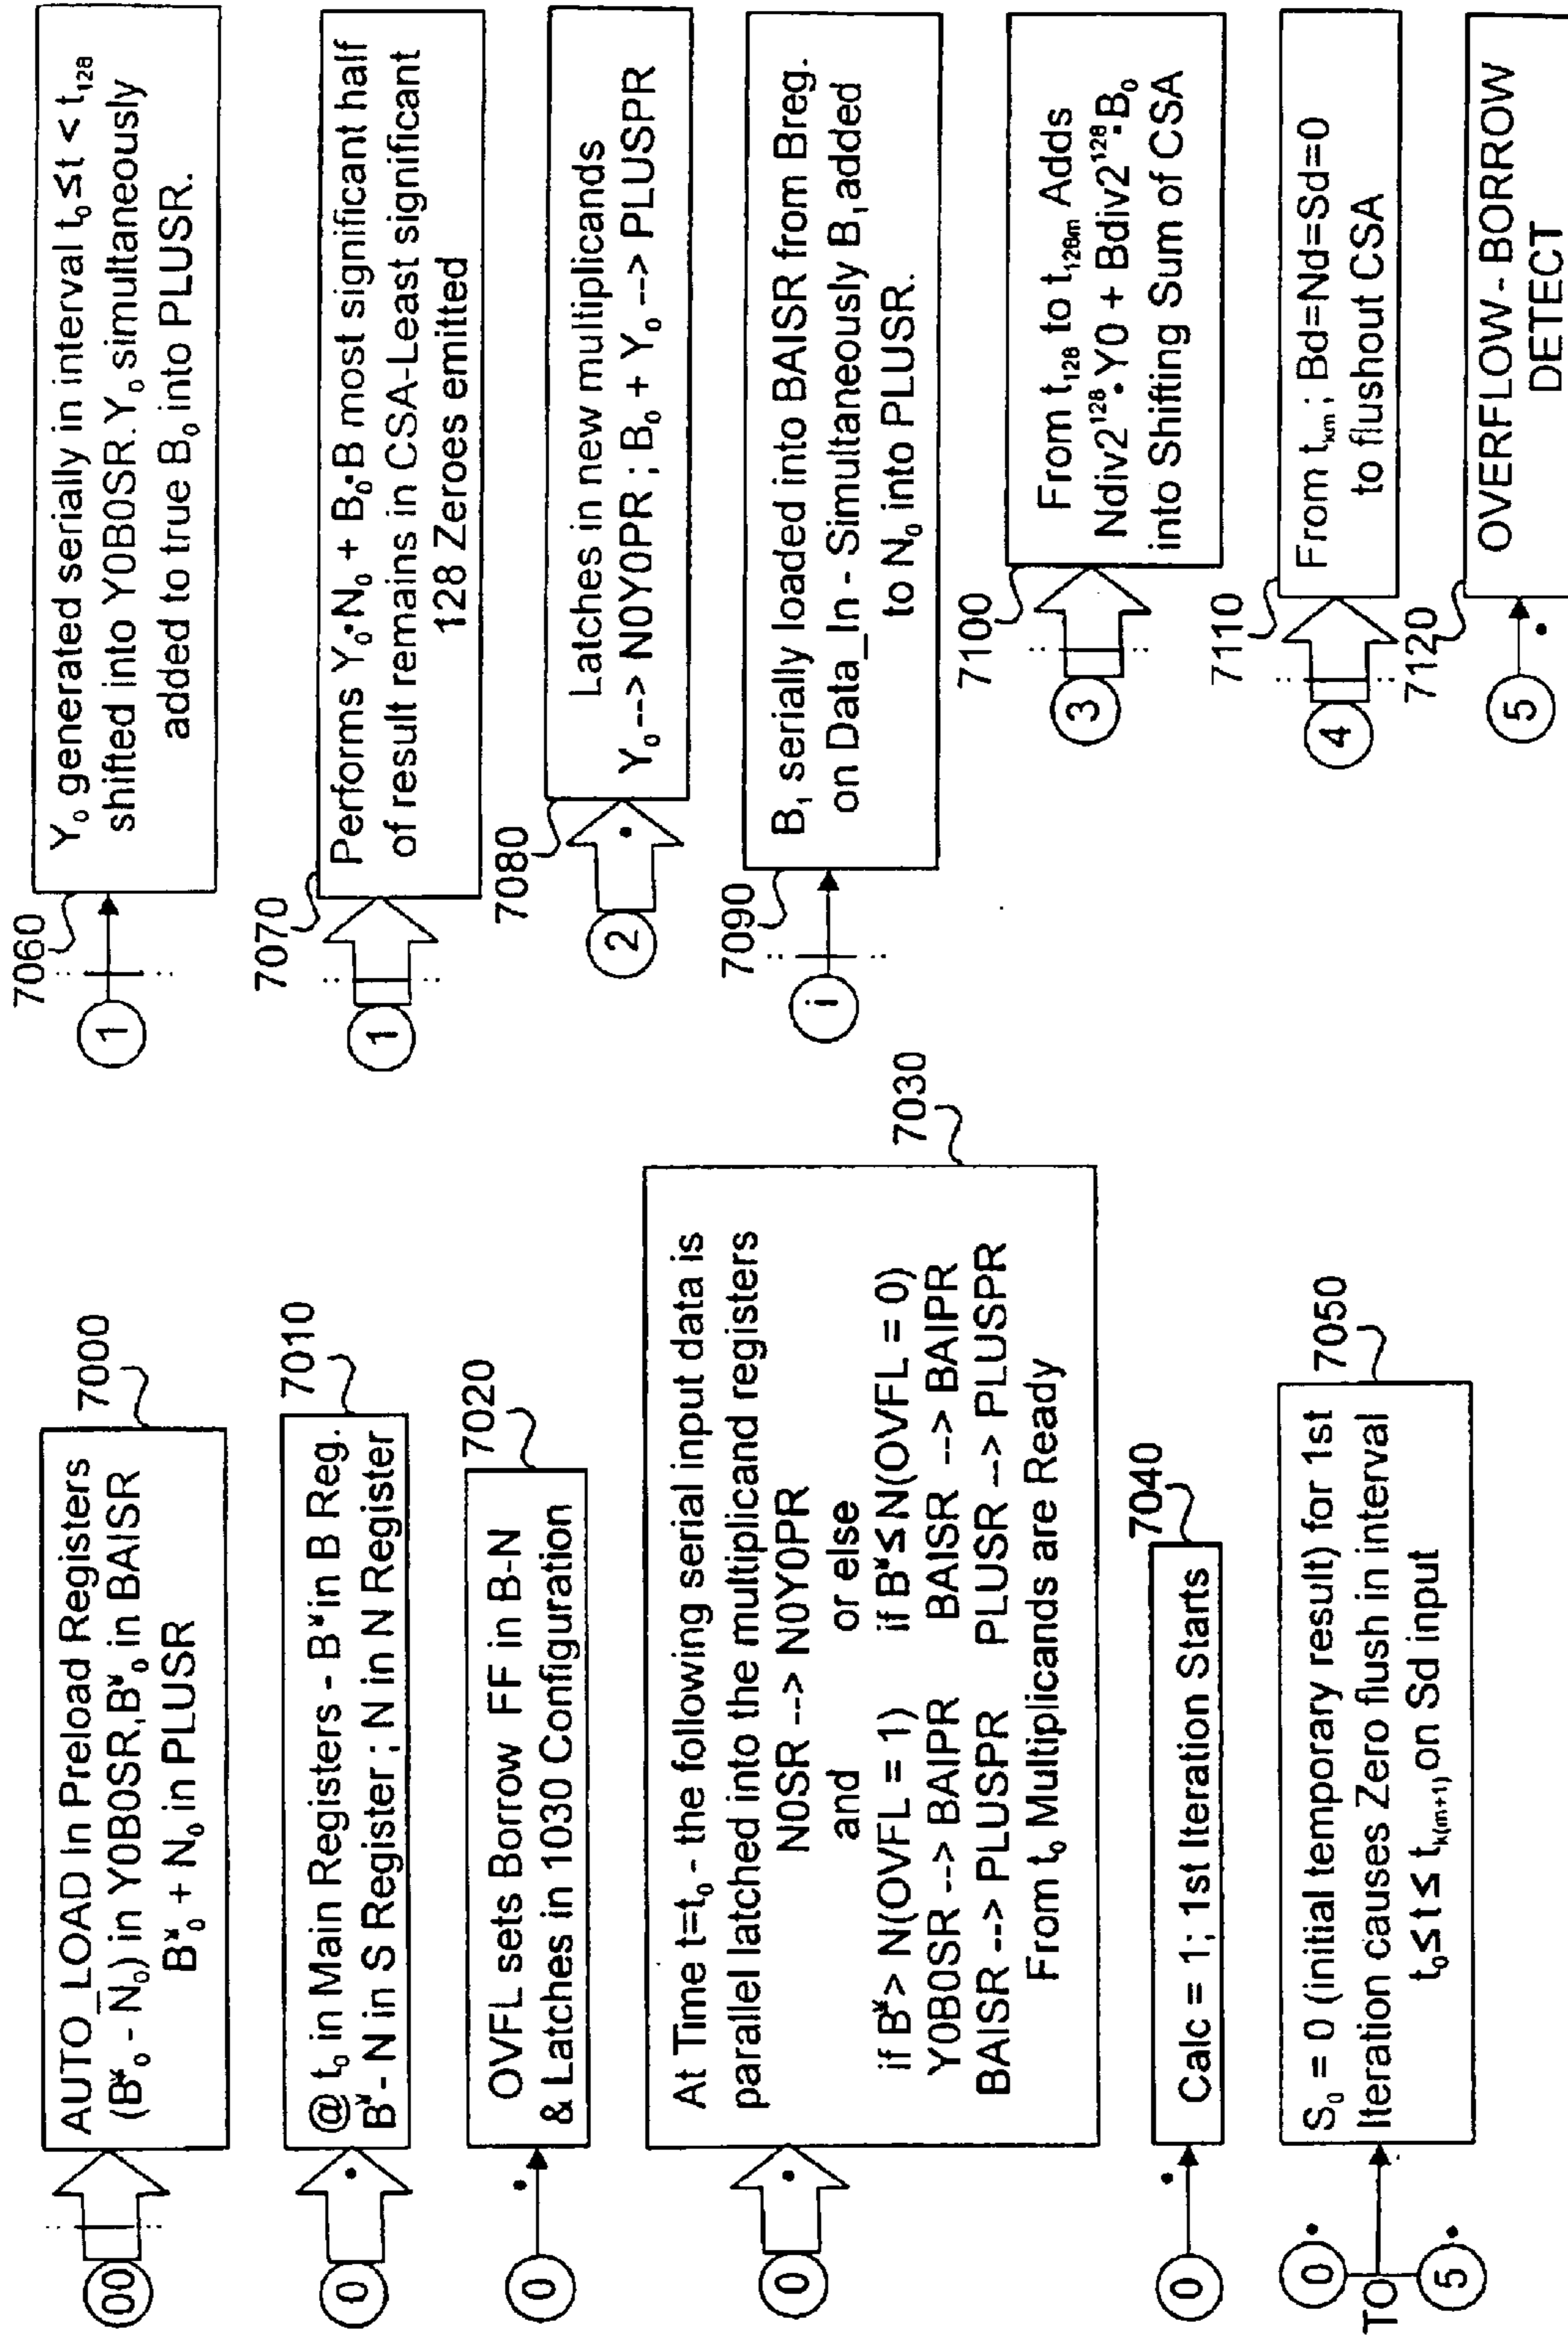 00
AUTO_LOAD In Preload Registers
(B¥₀ - N₀) in Y0B0SR, B¥₀ in BAISR
B¥₀ + N₀ in PLUSR
7000
0
@ t₀ in Main Registers - B¥ in B Reg.
B¥ - N in S Register ; N in N Register
7010
0
OVFL sets Borrow FF in B-N
& Latches in 1030 Configuration
7020
0
At Time t=t₀ - the following serial input data is
parallel latched into the multiplicand registers
N0SR --> N0Y0PR
and or else
if B¥ > N(OVFL = 1) if B¥ ≤ N(OVFL = 0)
Y0B0SR --> BAIPR BAISR --> BAIPR
BAISR --> PLUSPR PLUSR --> PLUSPR
From t₀ Multiplicands are Ready
7030
0
Calc = 1; 1st Iteration Starts
7040
0
TO
5
S₀ = 0 (initial temporary result) for 1st
Iteration causes Zero flush in interval
t₀ ≤ t ≤ tₖ₍ₘ₊₁₎ on Sd input
7050
7060
1
Y₀ generated serially in interval t₀ ≤ t < t₁₂₈
shifted into Y0B0SR. Y₀ simultaneously
added to true B₀ into PLUSR.
7070
1
Performs Y₀•N₀ + B₀•B most significant half
of result remains in CSA-Least significant
128 Zeroes emitted
7080
2
Latches in new multiplicands
Y₀ --> N0Y0PR ; B₀ + Y₀ --> PLUSPR
7090
i
B₁ serially loaded into BAISR from Breg.
on Data_In - Simultaneously B₁ added
to N₀ into PLUSR.
7100
3
From t₁₂₈ to t₁₂₈ₘ Adds
Ndiv2¹²⁸•Y0 + Bdiv2¹²⁸•B₀
into Shifting Sum of CSA
7110
4
From tₖₘ ; Bd=Nd=Sd=0
to flushout CSA
7120
5
OVERFLOW - BORROW
DETECT